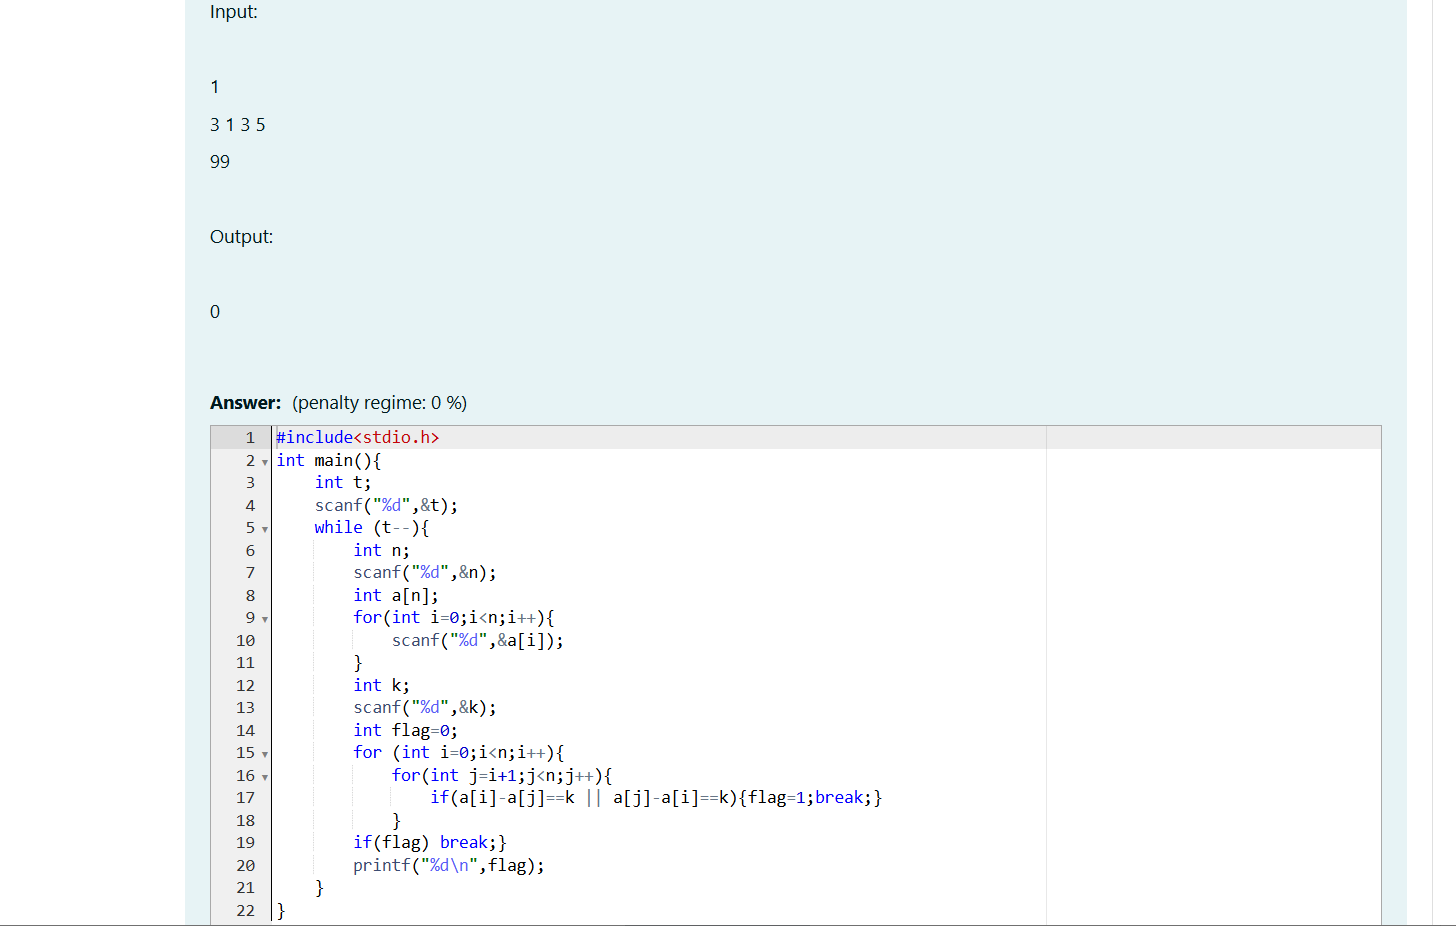 Input:
1
3 1 3 5
99
Output:
0
Answer: (penalty regime: 0 %)
1 #include<stdio.h>
2 int main(){
3     int t;
4     scanf("%d",&t);
5     while (t--){
6         int n;
7         scanf("%d",&n);
8         int a[n];
9         for(int i=0;i<n;i++){
10             scanf("%d",&a[i]);
11         }
12         int k;
13         scanf("%d",&k);
14         int flag=0;
15         for (int i=0;i<n;i++){
16             for(int j=i+1;j<n;j++){
17                 if(a[i]-a[j]==k || a[j]-a[i]==k){flag=1;break;}
18             }
19         if(flag) break;}
20         printf("%d\n",flag);
21     }
22 }